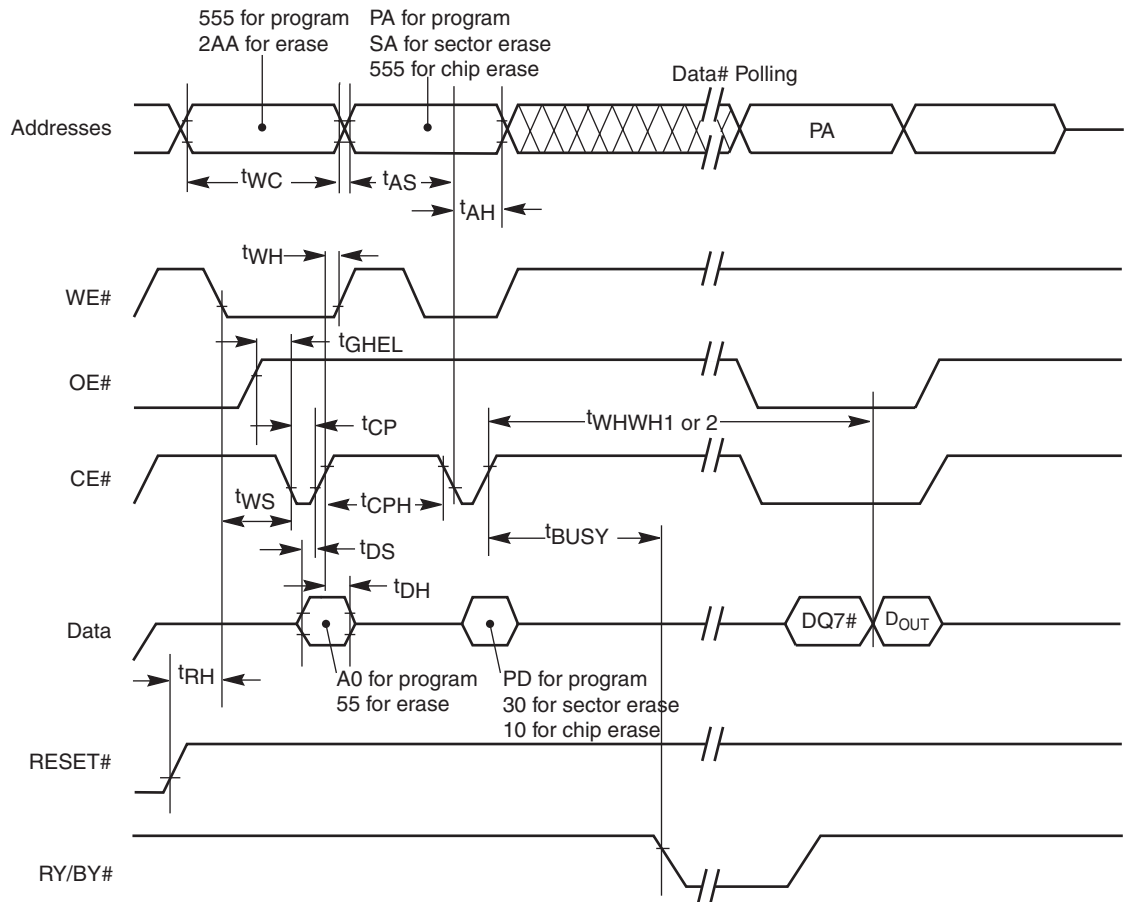 555 for program
2AA for erase
PA for program
SA for sector erase
555 for chip erase
Data# Polling
Addresses
PA
tWC
tAS
tAH
tWH
WE#
tGHEL
OE#
tCP
tWHWH1 or 2
CE#
tWS
tCPH
tBUSY
tDS
tDH
Data
DQ7#
DOUT
tRH
A0 for program
55 for erase
PD for program
30 for sector erase
10 for chip erase
RESET#
RY/BY#